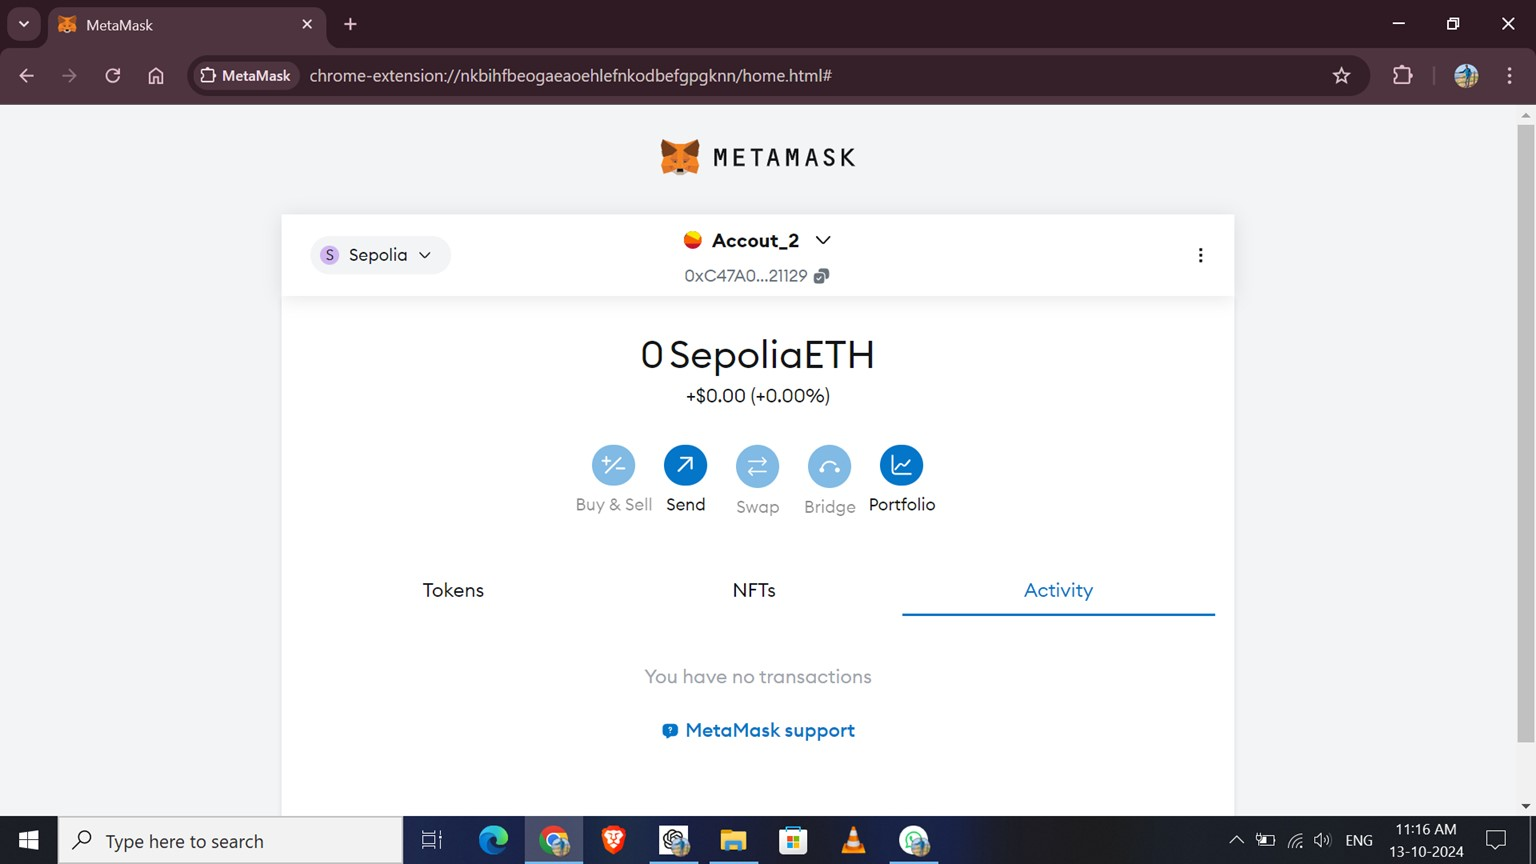 MetaMask
MetaMask
chrome-extension://nkbihfbeogaeaoehlefnkodbefgpgknn/home.html#
METAMASK
S Sepolia
Accout_2
0xC47A0...21129
0 SepoliaETH
+$0.00 (+0.00%)
Buy & Sell Send Swap Bridge Portfolio
Tokens NFTs Activity
You have no transactions
MetaMask support
Type here to search
ENG
11:16 AM
13-10-2024